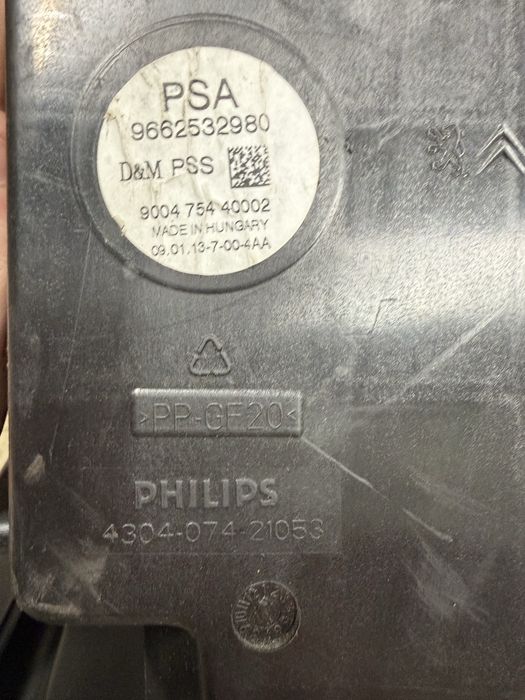 PSA
9662532980
D&M PSS
9004 754 40002
MADE IN HUNGARY
09.01.13-7-00-4AA
>PP-GF20<
PHILIPS
4304-074-21053